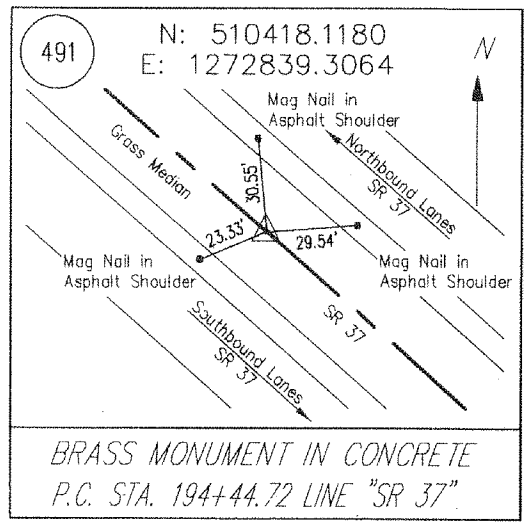 491
N: 510418.1180
E: 1272839.3064
N
Mag Nail in
Asphalt Shoulder
Northbound Lanes
SR 37
Grass Median
30.55'
23.33'
29.54'
Mag Nail in
Asphalt Shoulder
Mag Nail in
Asphalt Shoulder
SR 37
Southbound Lanes
SR 37
BRASS MONUMENT IN CONCRETE
P.C. STA. 194+44.72 LINE "SR 37"